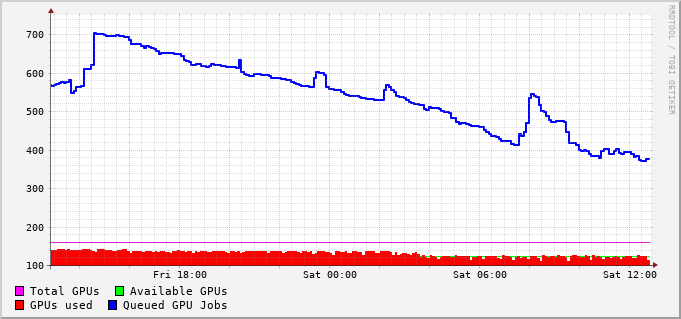 RRDTOOL / TOBI OETIKER
700
600
500
400
300
200
100
Fri 18:00 Sat 00:00 Sat 06:00 Sat 12:00
Total GPUs Available GPUs
GPUs used Queued GPU Jobs